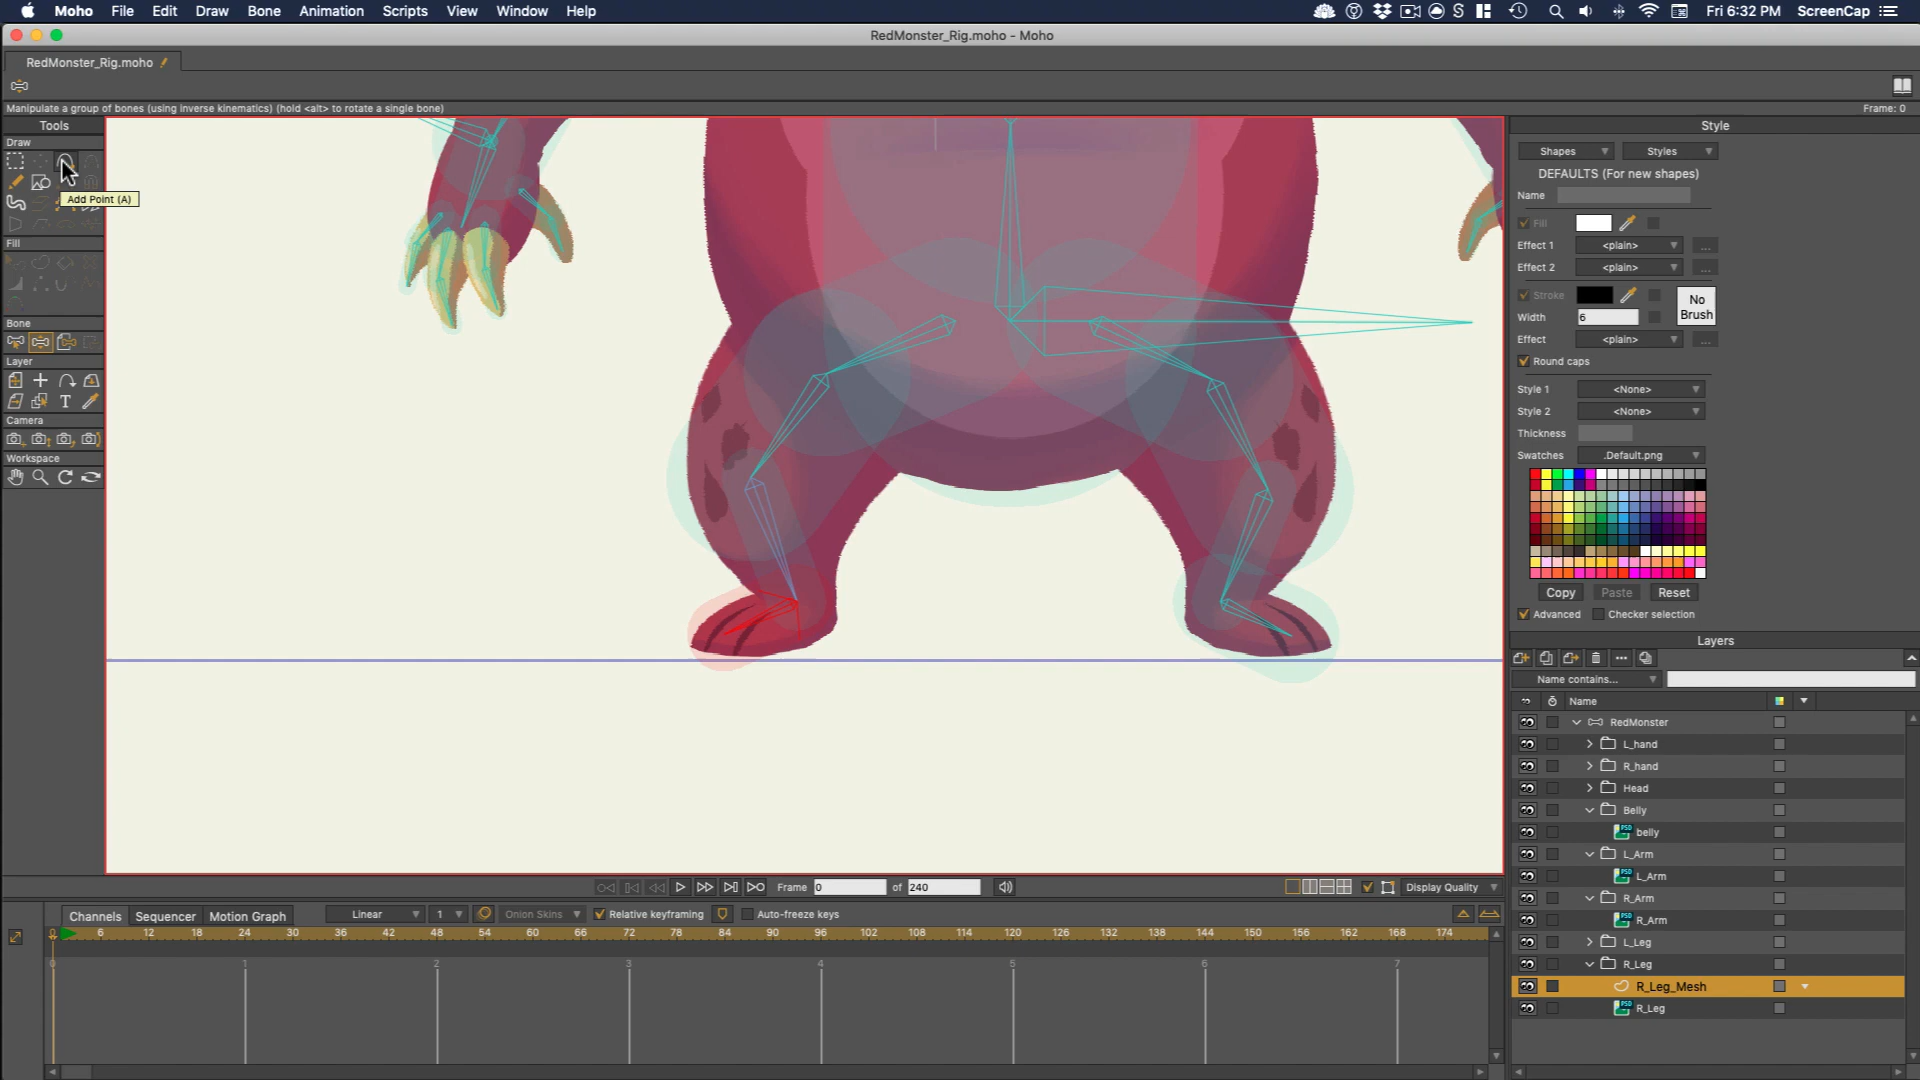 Moho File Edit Draw Bone Animation Scripts View Window Help
Fri 6:32 PM ScreenCap
RedMonster_Rig.moho - Moho
RedMonster_Rig.moho
Manipulate a group of bones (using inverse kinematics) (hold <alt> to rotate a single bone)
Frame: 0
Tools
Draw
Add Point (A)
Fill
Bone
Layer
Camera
Workspace
Style
Shapes Styles
DEFAULTS (For new shapes)
Name
Fill
Effect 1 <plain> ...
Effect 2 <plain> ...
Stroke
No
Brush
Width 6
Effect <plain> ...
Round caps
Style 1 <None>
Style 2 <None>
Thickness
Swatches .Default.png
Copy Paste Reset
Advanced Checker selection
Layers
Name contains...
Name
RedMonster
L_hand
R_hand
Head
Belly
belly
L_Arm
L_Arm
R_Arm
R_Arm
L_Leg
R_Leg
R_Leg_Mesh
R_Leg
Frame 0 of 240
Display Quality
Channels Sequencer Motion Graph Linear 1 Onion Skins Relative keyframing Auto-freeze keys
0 6 12 18 24 30 36 42 48 54 60 66 72 78 84 90 96 102 108 114 120 126 132 138 144 150 156 162 168 174
0 1 2 3 4 5 6 7